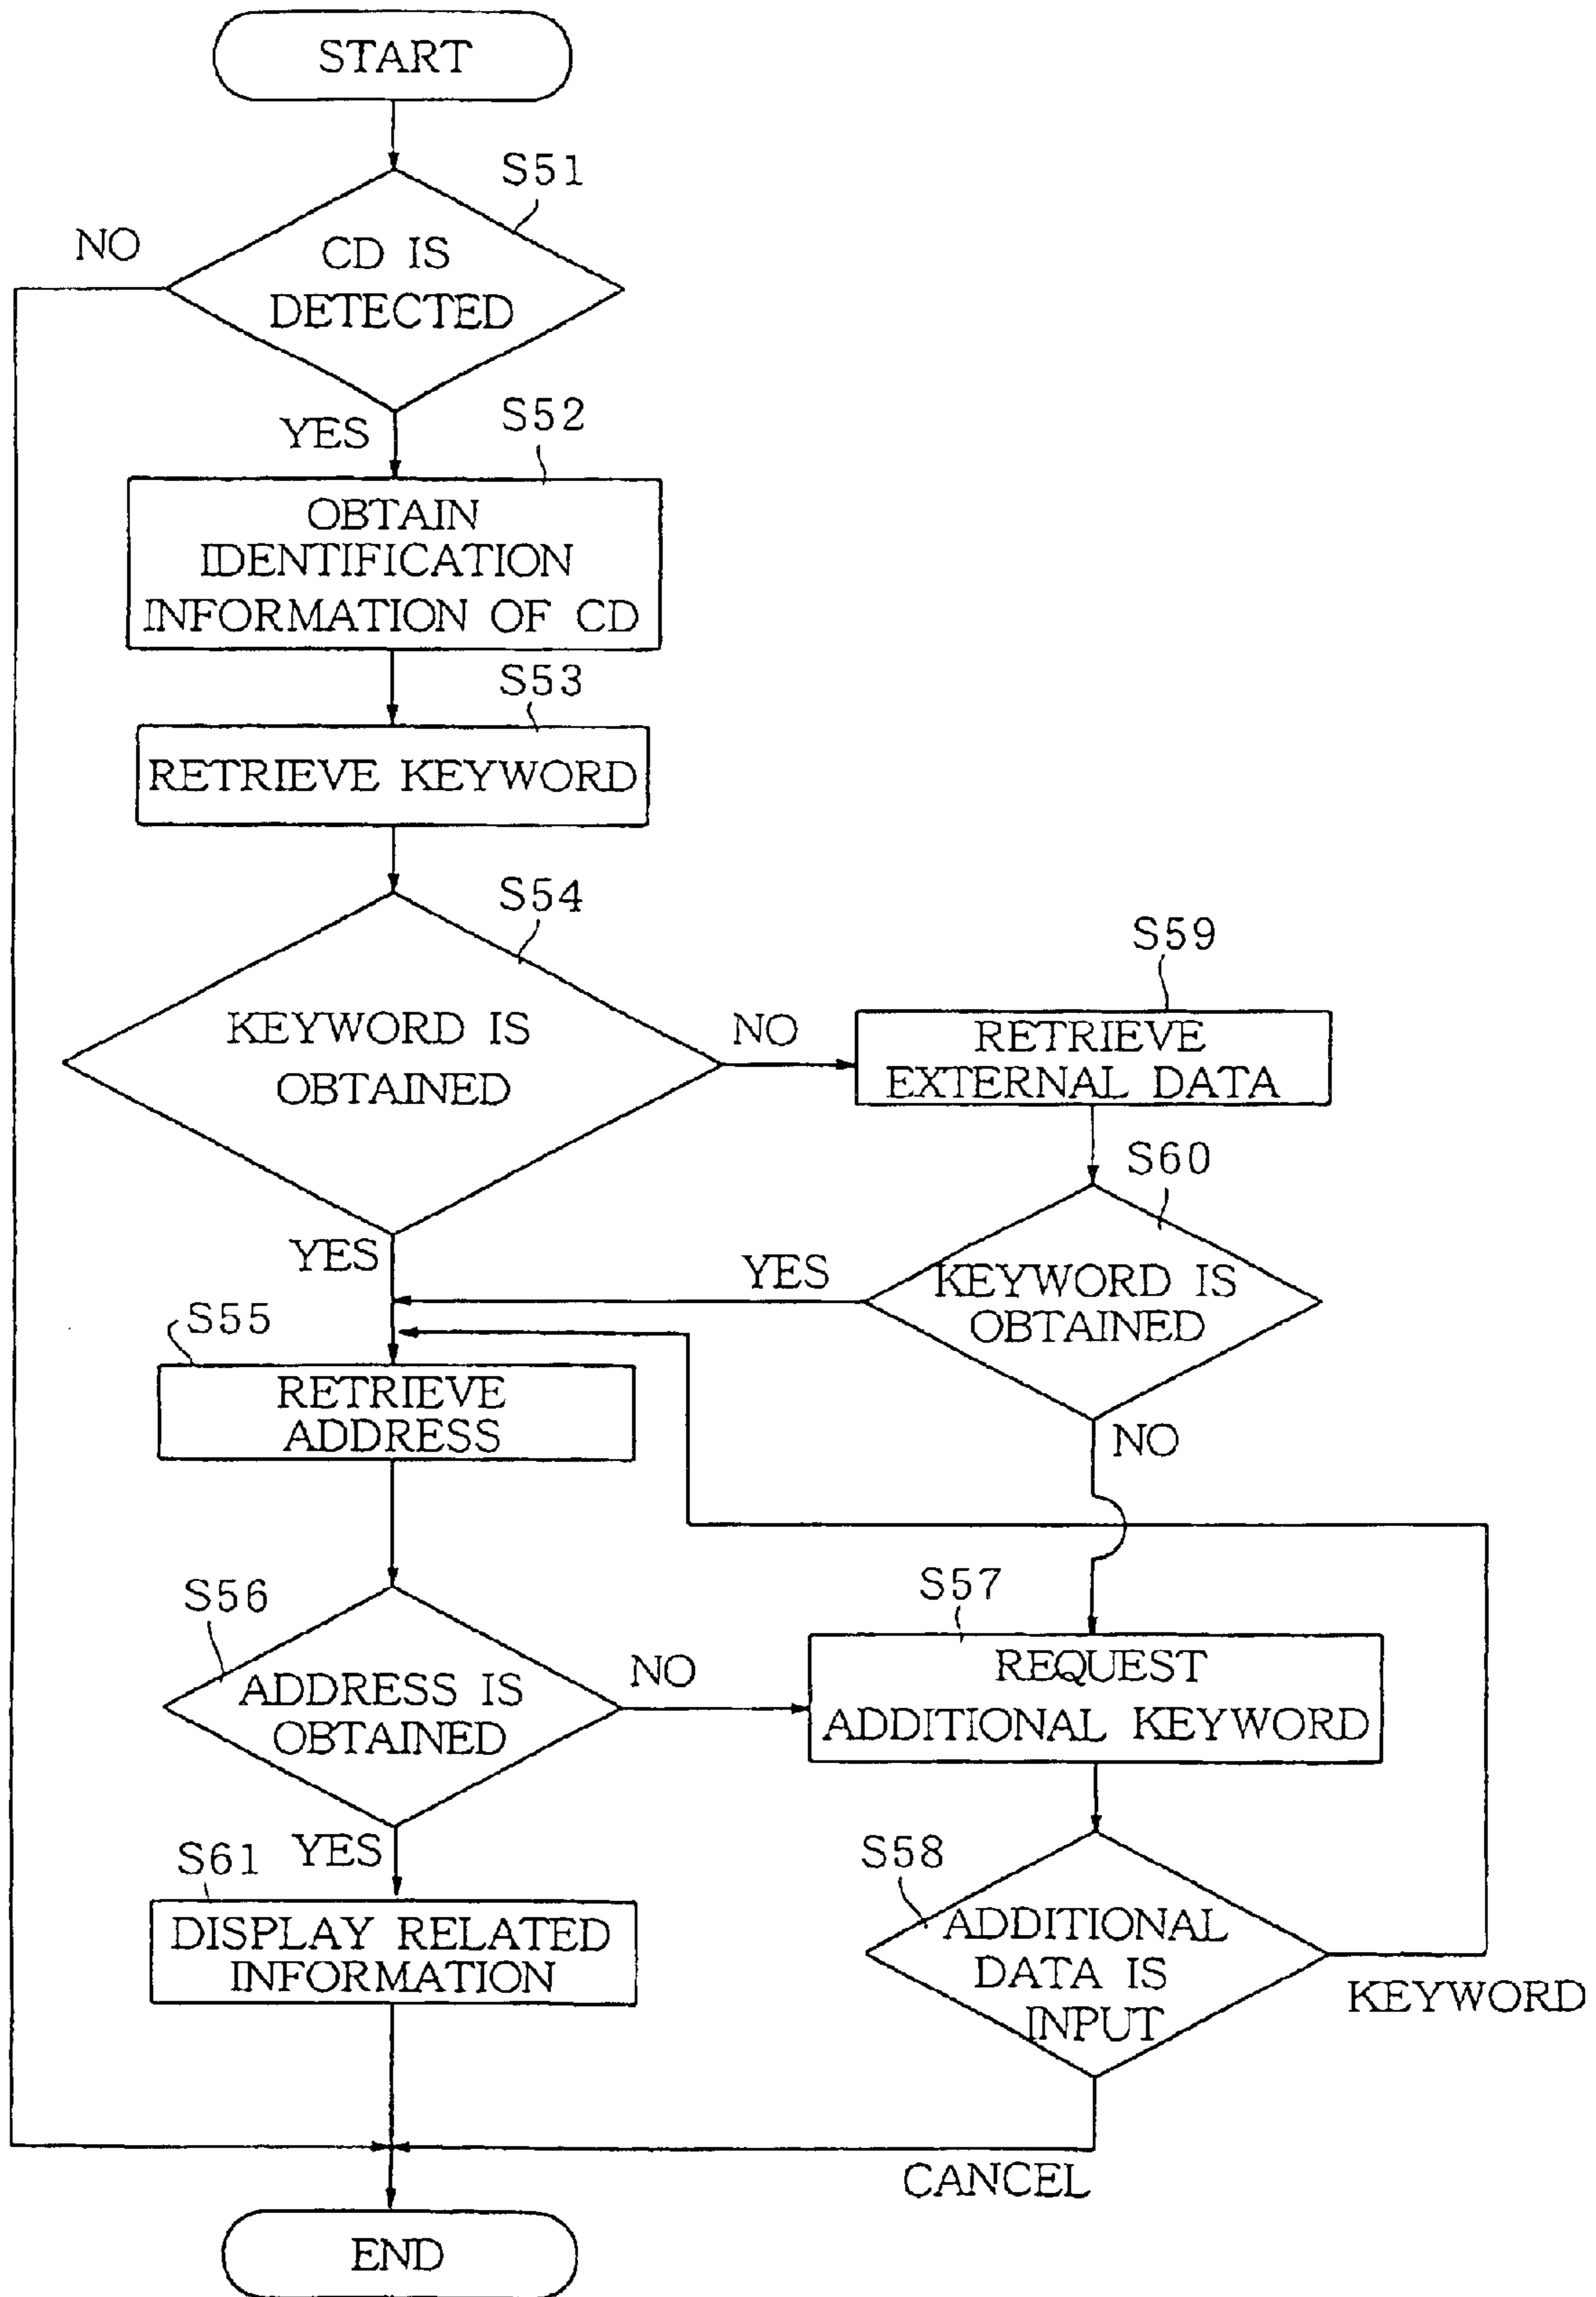 START
S51
NO
CD IS
DETECTED
YES
S52
OBTAIN
IDENTIFICATION
INFORMATION OF CD
S53
RETRIEVE KEYWORD
S54
KEYWORD IS
OBTAINED
NO
S59
RETRIEVE
EXTERNAL DATA
S60
YES
YES
KEYWORD IS
OBTAINED
NO
S55
RETRIEVE
ADDRESS
S56
ADDRESS IS
OBTAINED
NO
S57
REQUEST
ADDITIONAL KEYWORD
YES
S61
DISPLAY RELATED
INFORMATION
S58
ADDITIONAL
DATA IS
INPUT
KEYWORD
CANCEL
END